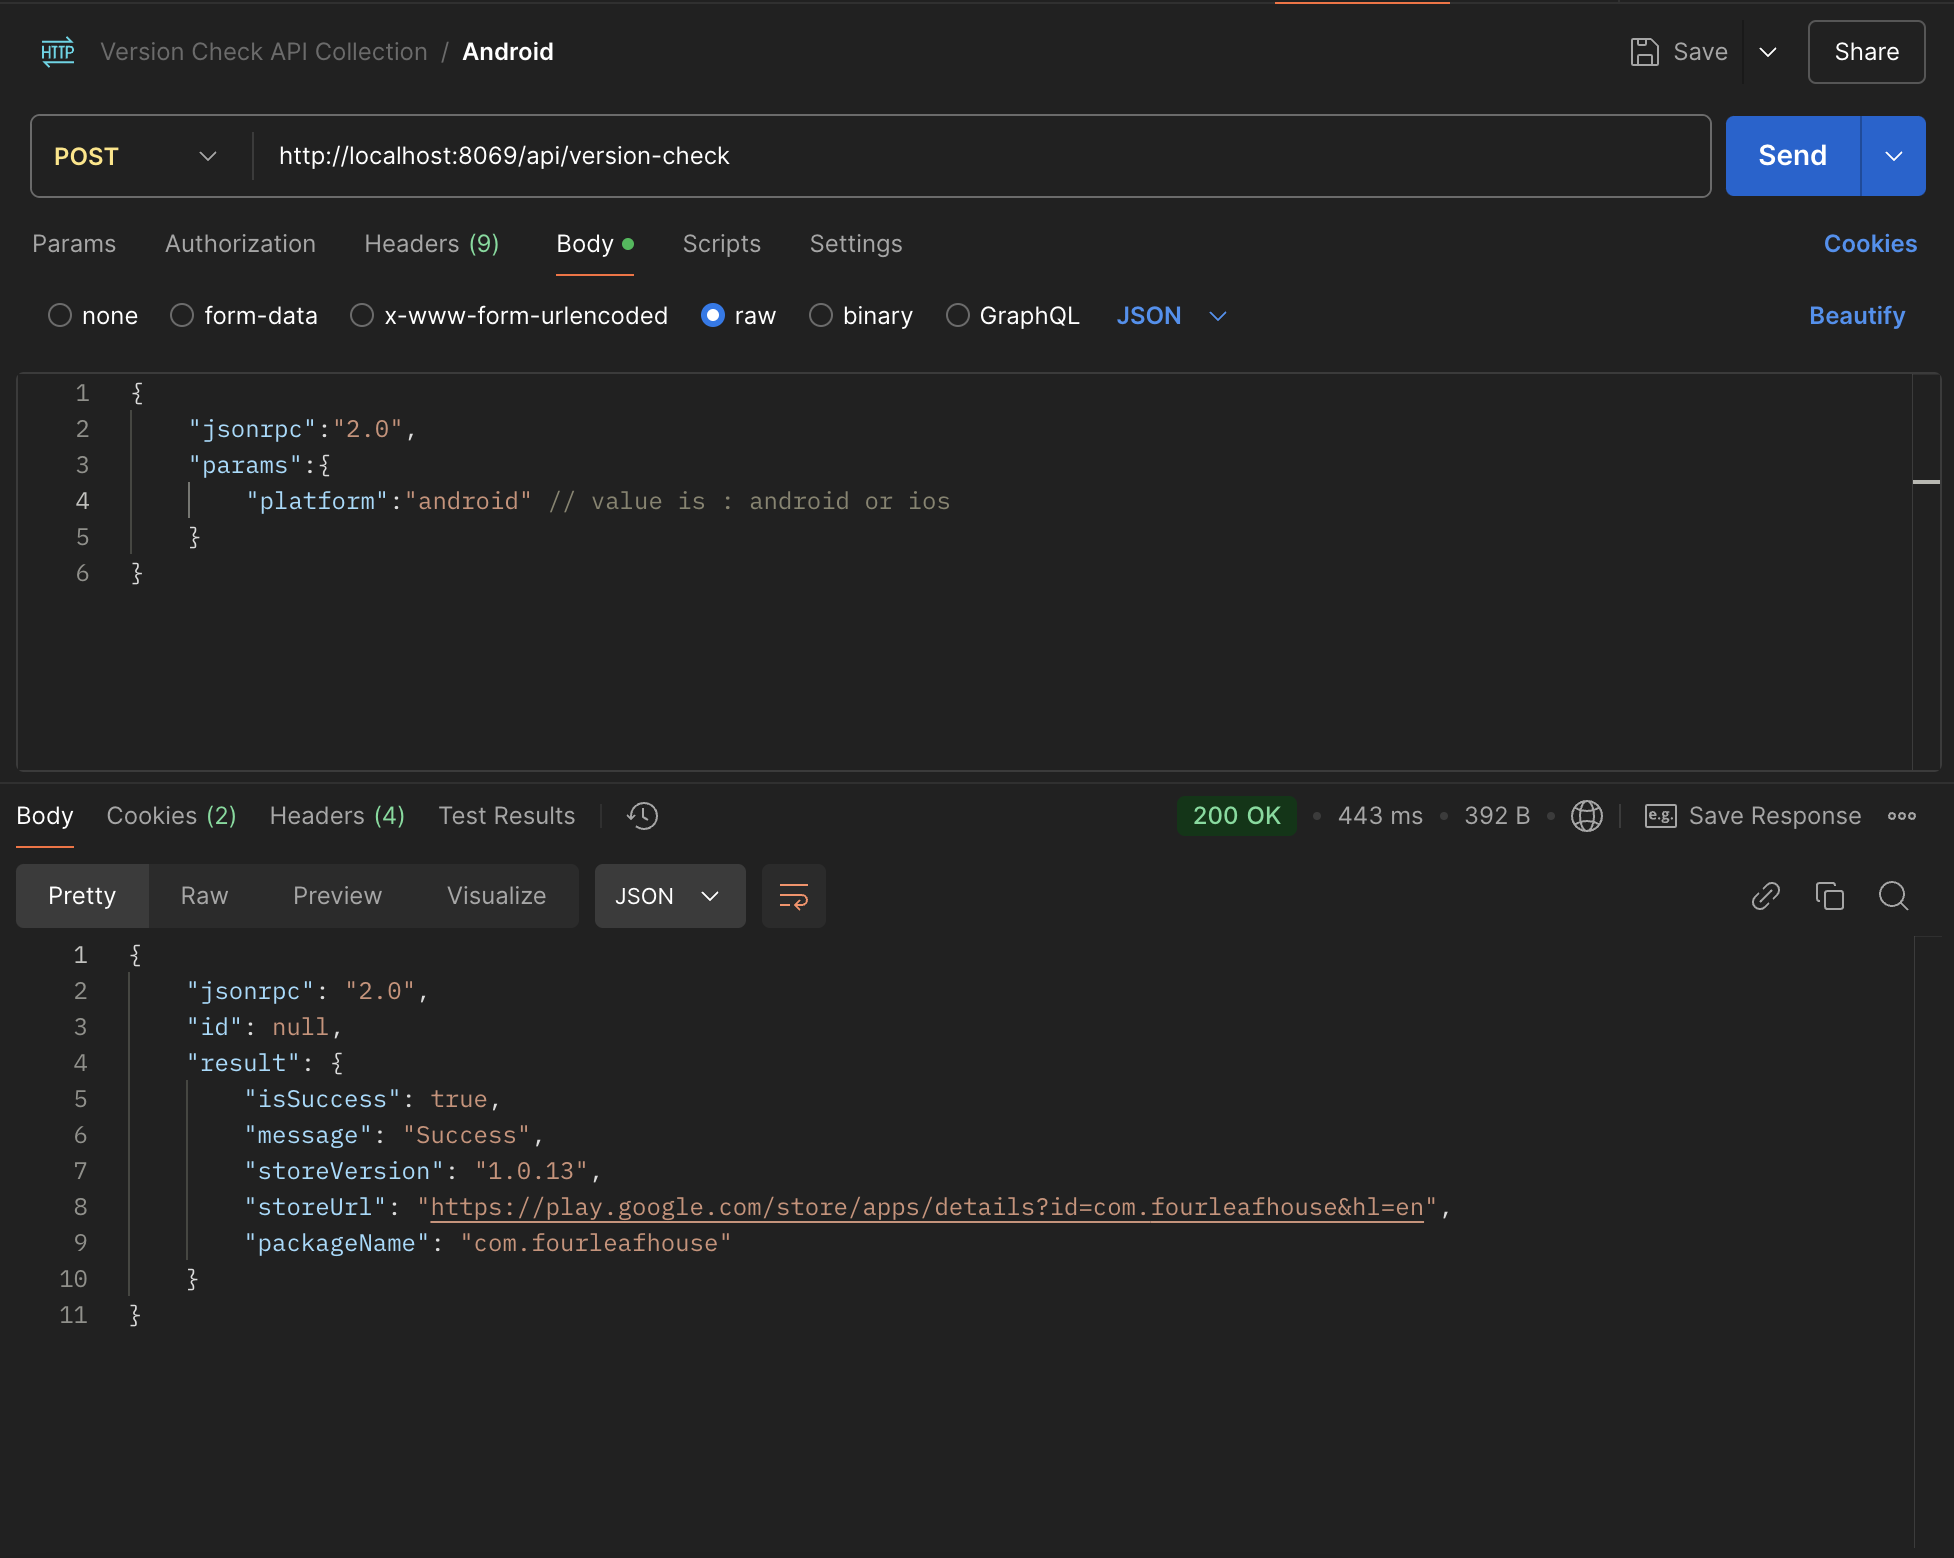 HTTP Version Check API Collection / Android Save Share
POST http://localhost:8069/api/version-check Send
Params Authorization Headers (9) Body Scripts Settings Cookies
none form-data x-www-form-urlencoded raw binary GraphQL JSON Beautify
1 {
2 "jsonrpc":"2.0",
3 "params":{
4 "platform":"android" // value is : android or ios
5 }
6 }
Body Cookies (2) Headers (4) Test Results 200 OK • 443 ms • 392 B • e.g. Save Response
Pretty Raw Preview Visualize JSON
1 {
2 "jsonrpc": "2.0",
3 "id": null,
4 "result": {
5 "isSuccess": true,
6 "message": "Success",
7 "storeVersion": "1.0.13",
8 "storeUrl": "https://play.google.com/store/apps/details?id=com.fourleafhouse&hl=en",
9 "packageName": "com.fourleafhouse"
10 }
11 }